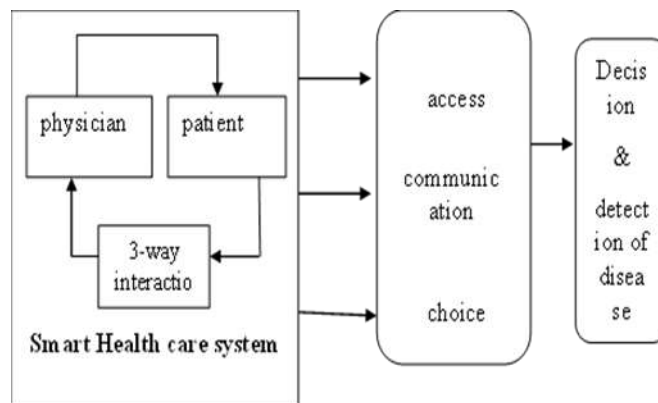 physician
patient
3-way
interactio
Smart Health care system
access
communic
ation
choice
Decis
ion
&
detect
ion of
disea
se